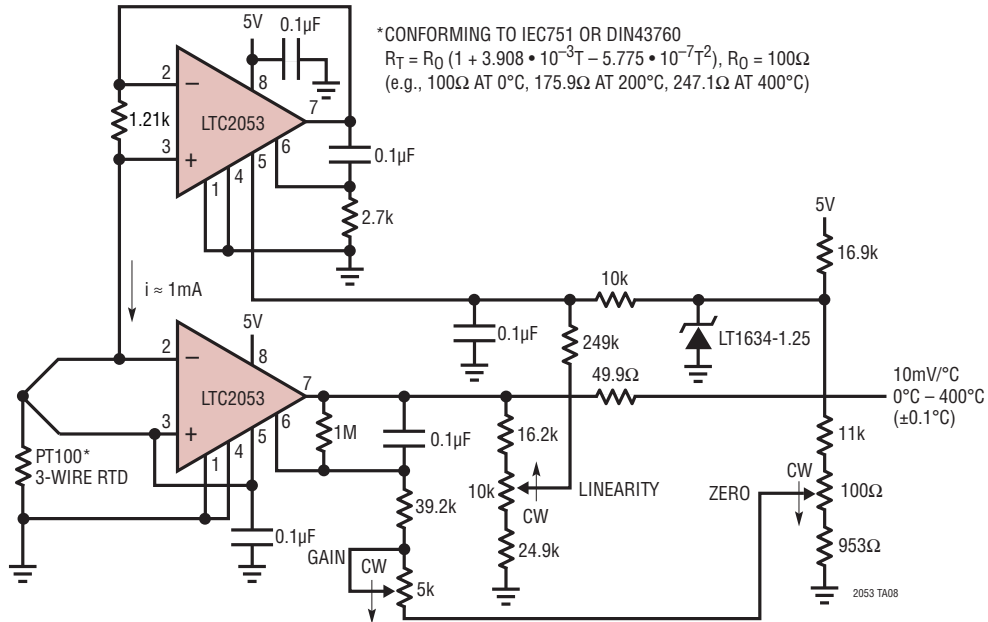 5V
0.1µF
*CONFORMING TO IEC751 OR DIN43760
R_T = R_O (1 + 3.908 • 10^–3T – 5.775 • 10^–7T^2), R_O = 100Ω
(e.g., 100Ω AT 0°C, 175.9Ω AT 200°C, 247.1Ω AT 400°C)
2
–
8
1.21k
LTC2053
7
3
+
1
4
5
6
0.1µF
2.7k
i ≈ 1mA
5V
16.9k
10k
0.1µF
249k
LT1634-1.25
5V
2
–
8
LTC2053
7
3
+
1
4
5
6
49.9Ω
10mV/°C
0°C – 400°C
(±0.1°C)
1M
0.1µF
16.2k
11k
PT100*
3-WIRE RTD
39.2k
10k
CW
LINEARITY
24.9k
ZERO
CW
100Ω
953Ω
0.1µF
GAIN
CW
5k
2053 TA08